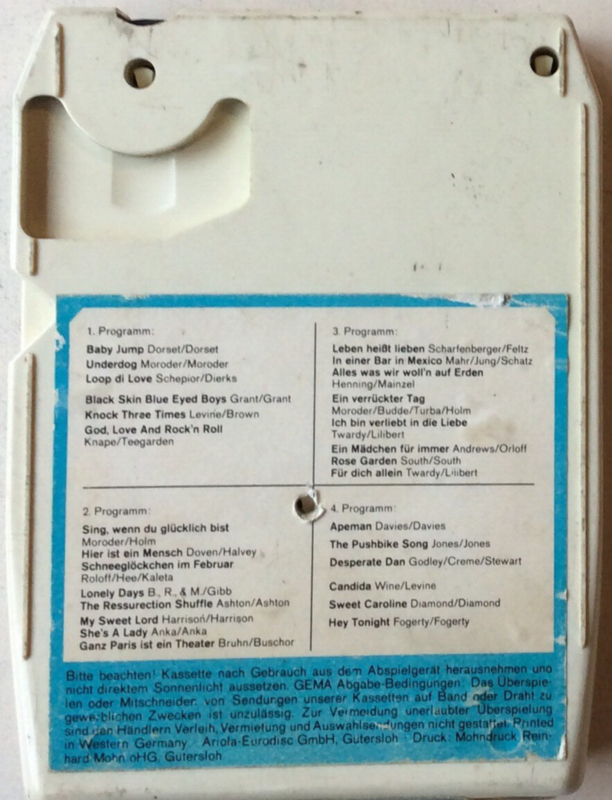 1. Programm:
Baby Jump Dorset/Dorset
Underdog Moroder/Moroder
Loop di Love Schepior/Dierks
Black Skin Blue Eyed Boys Grant/Grant
Knock Three Times Levine/Brown
God, Love And Rock'n Roll
Knape/Teegarden
2. Programm:
Sing, wenn du glücklich bist
Moroder/Holm
Hier ist ein Mensch Doven/Halvey
Schneeglöckchen im Februar
Roloff/Hee/Kaleta
Lonely Days B., R., & M./Gibb
The Ressurection Shuffle Ashton/Ashton
My Sweet Lord Harrison/Harrison
She's A Lady Anka/Anka
Ganz Paris ist ein Theater Bruhn/Buschor
3. Programm:
Leben heißt lieben Scharfenberger/Feltz
In einer Bar in Mexico Mahr/Jung/Schatz
Alles was wir woll'n auf Erden
Henning/Mainzel
Ein verrückter Tag
Moroder/Budde/Turba/Holm
Ich bin verliebt in die Liebe
Twardy/Lilibert
Ein Mädchen für immer Andrews/Orloff
Rose Garden South/South
Für dich allein Twardy/Lilibert
4. Programm:
Apeman Davies/Davies
The Pushbike Song Jones/Jones
Desperate Dan Godley/Creme/Stewart
Candida Wine/Levine
Sweet Caroline Diamond/Diamond
Hey Tonight Fogerty/Fogerty
Bitte beachten! Kassette nach Gebrauch aus dem Abspielgerät herausnehmen und
nicht direktem Sonnenlicht aussetzen. GEMA Abgabe-Bedingungen: Das Überspie-
len oder Mitschneiden von Sendungen unserer Kassetten auf Band oder Draht zu
gewerblichen Zwecken ist unzulässig. Zur Vermeidung unerlaubter Überspielung
sind den Händlern Verleih, Vermietung und Auswahlsendungen nicht gestattet. Printed
in Western Germany · Ariola-Eurodisc GmbH, Gütersloh · Druck: Mohndruck Rein-
hard Mohn oHG, Gütersloh